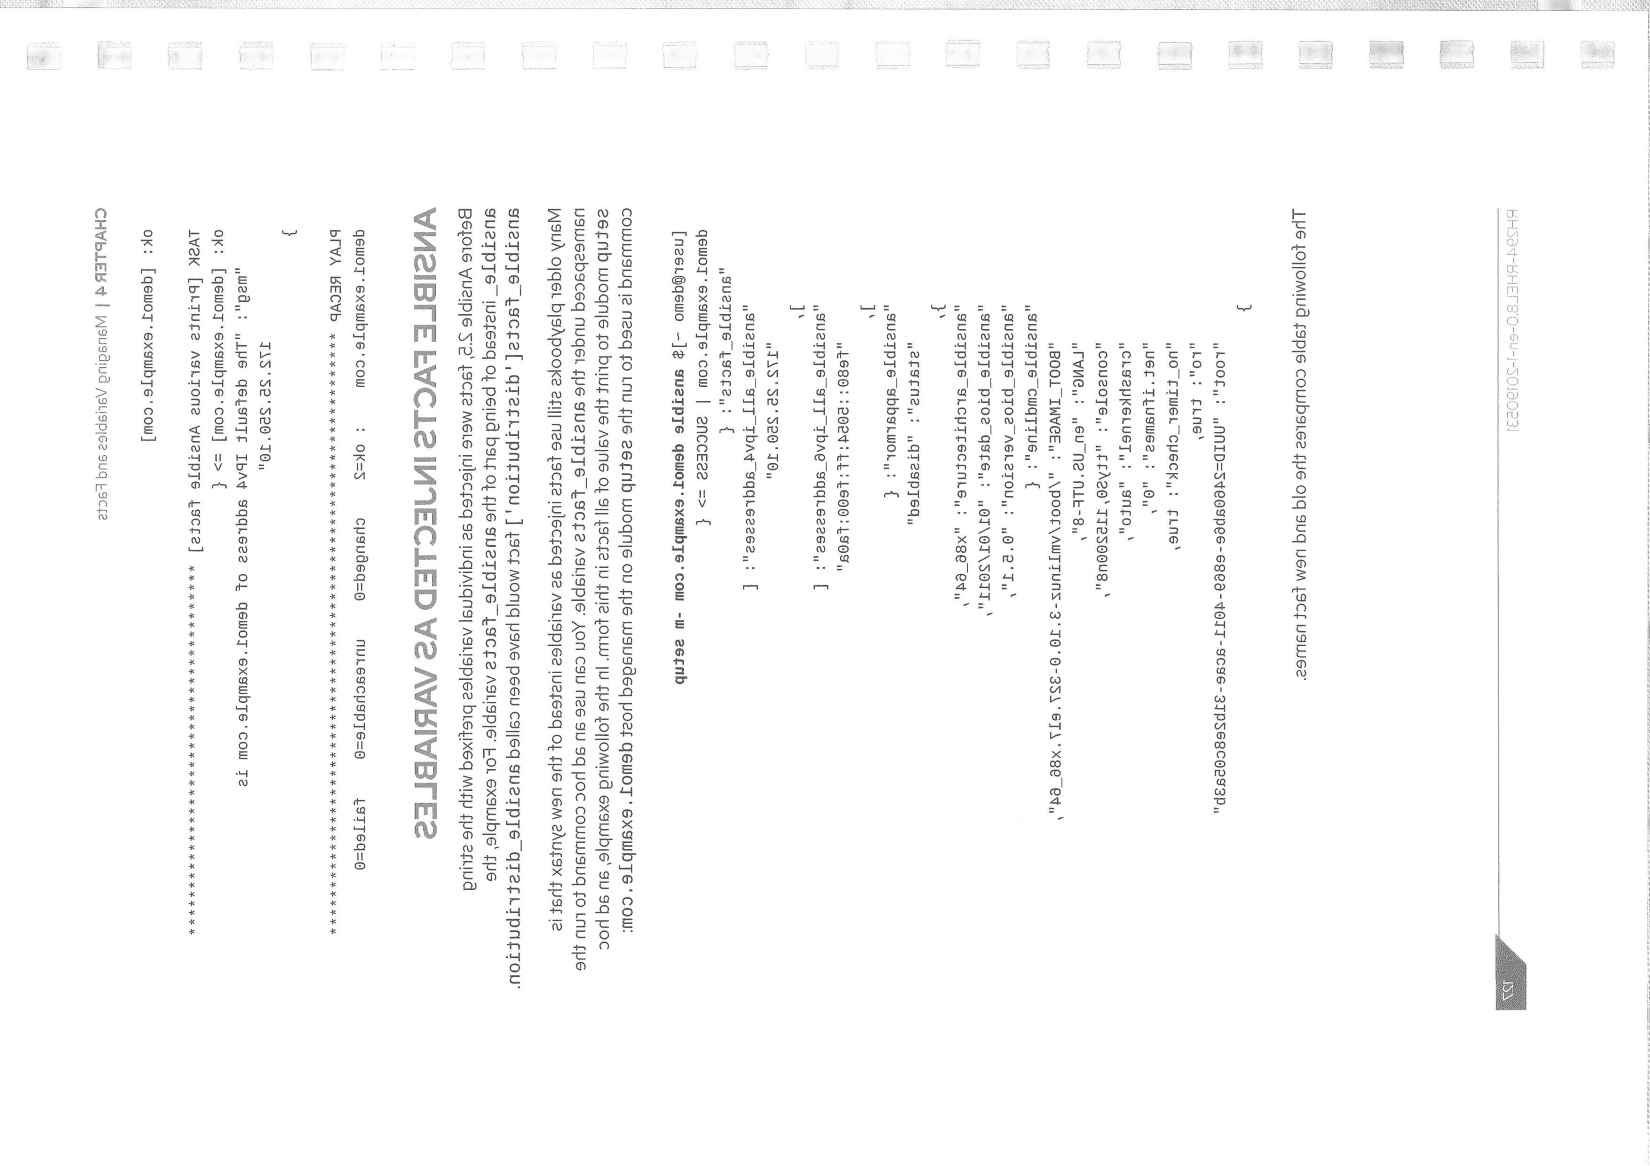 CHAPTER 4 | Managing Variables and Facts
ok: [demo1.example.com]
TASK [Prints various Ansible facts] ****************************************
ok: [demo1.example.com] => {
"msg": "The default IPv4 address of demo1.example.com is
172.25.250.10"
}
PLAY RECAP *****************************************************************
demo1.example.com : ok=2 changed=0 unreachable=0 failed=0
ANSIBLE FACTS INJECTED AS VARIABLES
Before Ansible 2.5, facts were injected as individual variables prefixed with the string
ansible_ instead of being part of the ansible_facts variable. For example, the
ansible_facts['distribution'] fact would have been called ansible_distribution.
Many older playbooks still use facts injected as variables instead of the new syntax that is
namespaced under the ansible_facts variable. You can use an ad hoc command to run the
setup module to print the value of all facts in this form. In the following example, an ad hoc
command is used to run the setup module on the managed host demo1.example.com:
[user@demo ~]$ ansible demo1.example.com -m setup
demo1.example.com | SUCCESS => {
"ansible_facts": {
"ansible_all_ipv4_addresses": [
"172.25.250.10"
],
"ansible_all_ipv6_addresses": [
"fe80::5054:ff:fe00:fa0a"
],
"ansible_apparmor": {
"status": "disabled"
},
"ansible_architecture": "x86_64",
"ansible_bios_date": "01/01/2011",
"ansible_bios_version": "0.5.1",
"ansible_cmdline": {
"BOOT_IMAGE": "/boot/vmlinuz-3.10.0-327.el7.x86_64",
"LANG": "en_US.UTF-8",
"console": "ttyS0,115200n8",
"crashkernel": "auto",
"net.ifnames": "0",
"no_timer_check": true,
"ro": true,
"root": "UUID=2460ab6e-e869-4011-acae-31b2e8c05a3b"
}
The following table compares the old and new fact names.
RH294-RHEL8.0-en-1-20190531
127